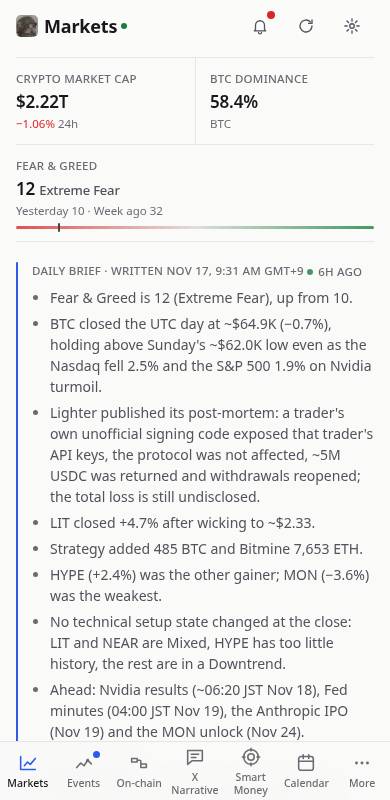 Markets
CRYPTO MARKET CAP
$2.22T
−1.06% 24h
BTC DOMINANCE
58.4%
BTC
FEAR & GREED
12 Extreme Fear
Yesterday 10 · Week ago 32
DAILY BRIEF · WRITTEN NOV 17, 9:31 AM GMT+9 6H AGO
• Fear & Greed is 12 (Extreme Fear), up from 10.
• BTC closed the UTC day at ~$64.9K (−0.7%),
holding above Sunday's ~$62.0K low even as the
Nasdaq fell 2.5% and the S&P 500 1.9% on Nvidia
turmoil.
• Lighter published its post-mortem: a trader's
own unofficial signing code exposed that trader's
API keys, the protocol was not affected, ~5M
USDC was returned and withdrawals reopened;
the total loss is still undisclosed.
• LIT closed +4.7% after wicking to ~$2.33.
• Strategy added 485 BTC and Bitmine 7,653 ETH.
• HYPE (+2.4%) was the other gainer; MON (−3.6%)
was the weakest.
• No technical setup state changed at the close:
LIT and NEAR are Mixed, HYPE has too little
history, the rest are in a Downtrend.
• Ahead: Nvidia results (~06:20 JST Nov 18), Fed
minutes (04:00 JST Nov 19), the Anthropic IPO
(Nov 19) and the MON unlock (Nov 24).
Markets
Events
On-chain
X
Narrative
Smart
Money
Calendar
More